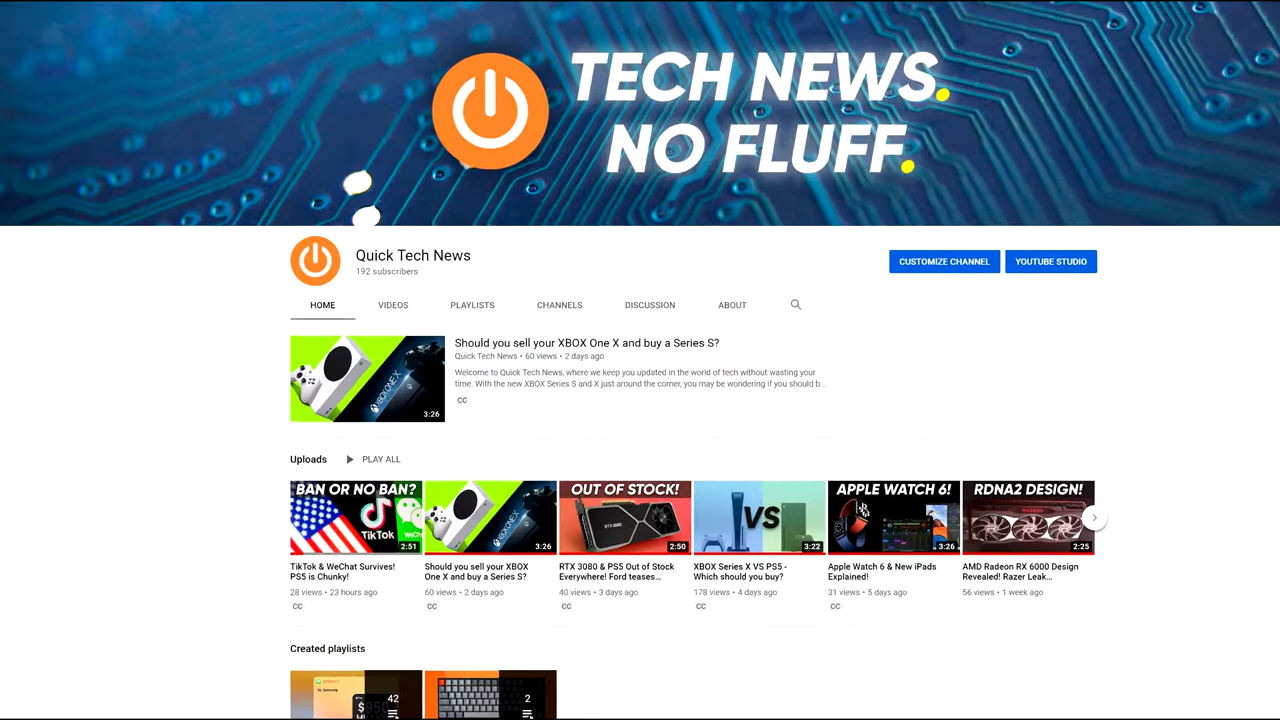 TECH NEWS.
NO FLUFF.
Quick Tech News
192 subscribers
CUSTOMIZE CHANNEL
YOUTUBE STUDIO
HOME
VIDEOS
PLAYLISTS
CHANNELS
DISCUSSION
ABOUT
XBOX ONE X
3:26
Should you sell your XBOX One X and buy a Series S?
Quick Tech News • 60 views • 2 days ago
Welcome to Quick Tech News, where we keep you updated in the world of tech without wasting your
time. With the new XBOX Series S and X just around the corner, you may be wondering if you should b...
CC
Uploads
PLAY ALL
BAN OR NO BAN?
TikTok
2:51
TikTok & WeChat Survives!
PS5 is Chunky!
28 views • 23 hours ago
CC
3:26
Should you sell your XBOX
One X and buy a Series S?
60 views • 2 days ago
CC
OUT OF STOCK!
RTX 3080
2:50
RTX 3080 & PS5 Out of Stock
Everywhere! Ford teases...
40 views • 3 days ago
CC
VS
3:22
XBOX Series X VS PS5 -
Which should you buy?
178 views • 4 days ago
CC
APPLE WATCH 6!
3:26
Apple Watch 6 & New iPads
Explained!
31 views • 5 days ago
CC
RDNA2 DESIGN!
RADEON
2:25
AMD Radeon RX 6000 Design
Revealed! Razer Leak...
56 views • 1 week ago
Created playlists
42
2